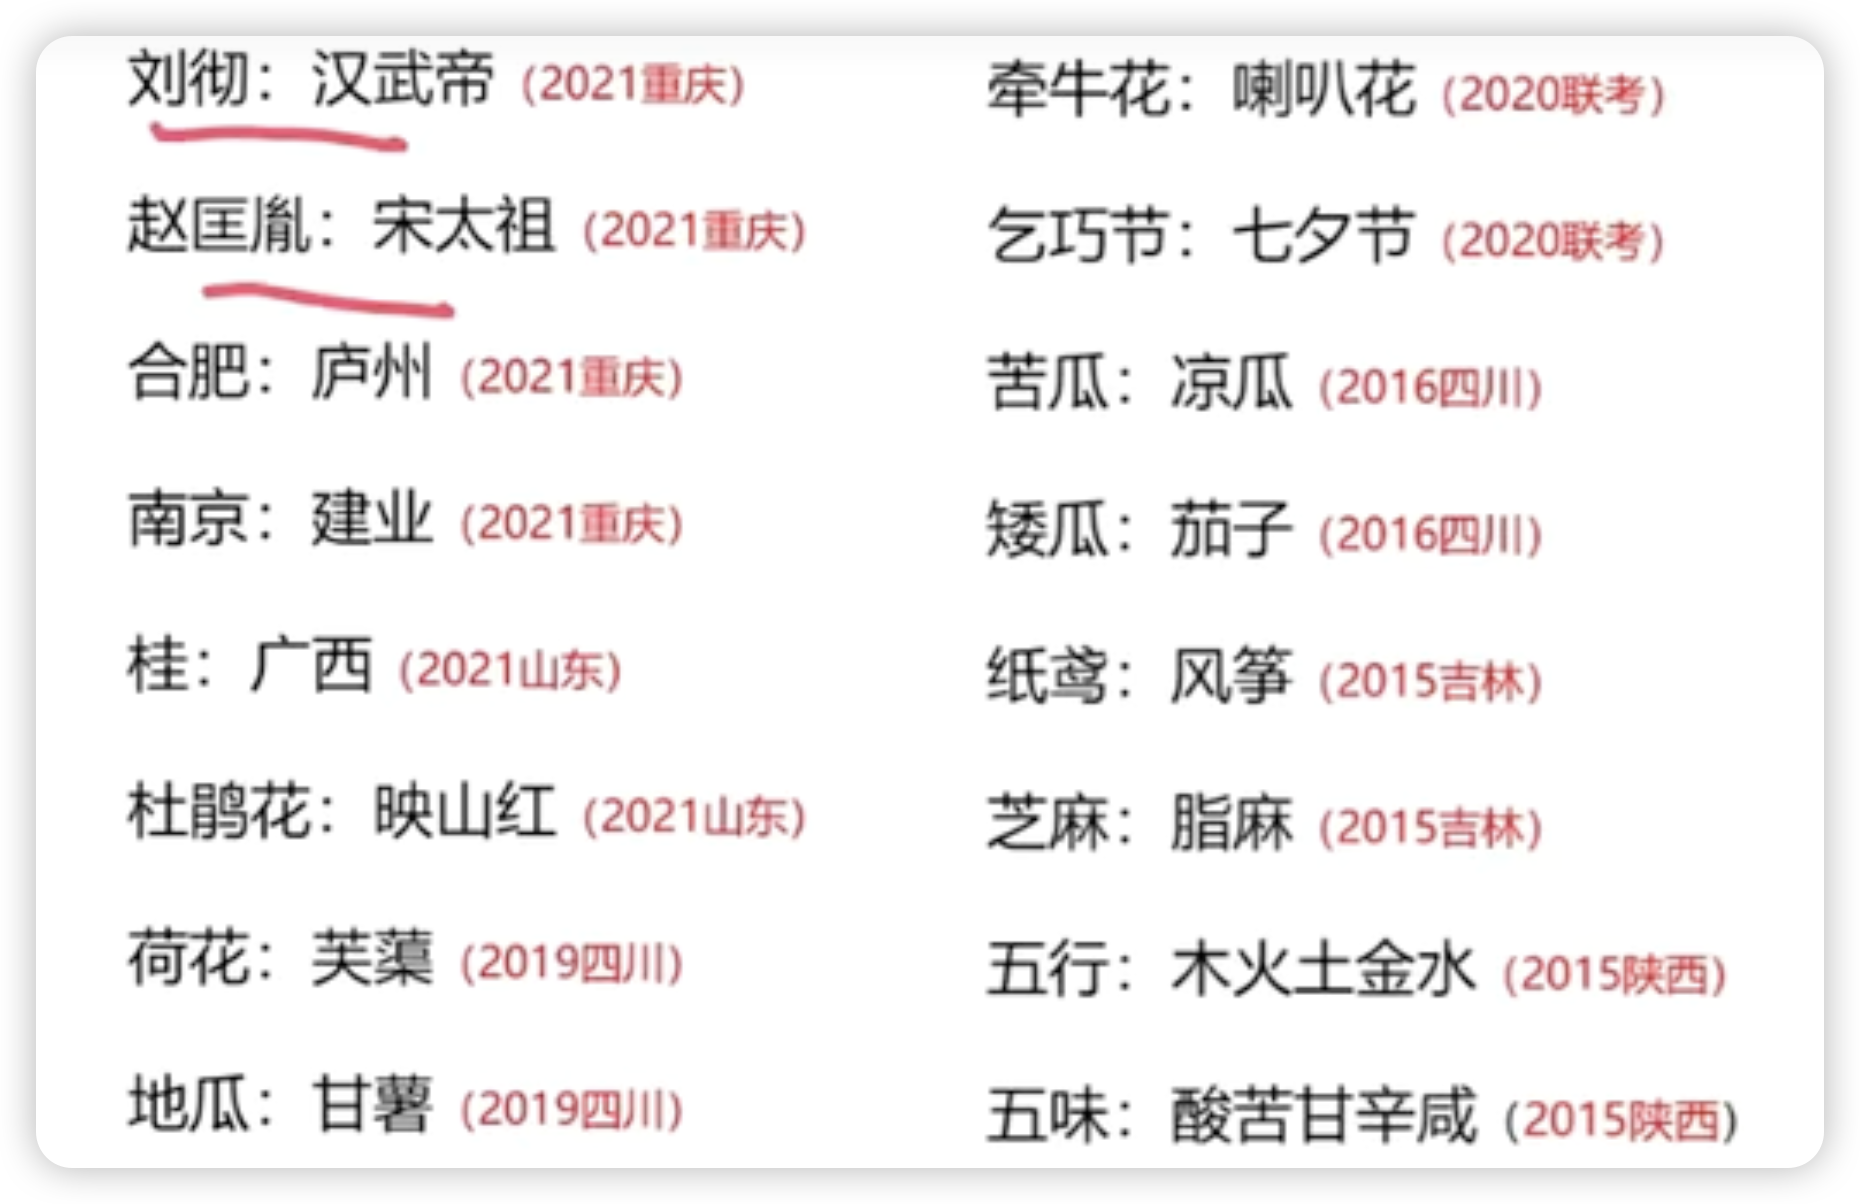 刘彻：汉武帝（2021重庆）
赵匡胤：宋太祖（2021重庆）
合肥：庐州（2021重庆）
南京：建业（2021重庆）
桂：广西（2021山东）
杜鹃花：映山红（2021山东）
荷花：芙蕖（2019四川）
地瓜：甘薯（2019四川）
牵牛花：喇叭花（2020联考）
乞巧节：七夕节（2020联考）
苦瓜：凉瓜（2016四川）
矮瓜：茄子（2016四川）
纸鸢：风筝（2015吉林）
芝麻：脂麻（2015吉林）
五行：木火土金水（2015陕西）
五味：酸苦甘辛咸（2015陕西）